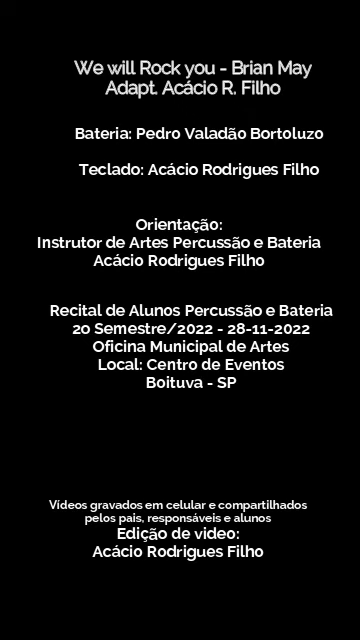 We will Rock you - Brian May
Adapt. Acácio R. Filho
Bateria: Pedro Valadão Bortoluzo
Teclado: Acácio Rodrigues Filho
Orientação:
Instrutor de Artes Percussão e Bateria
Acácio Rodrigues Filho
Recital de Alunos Percussão e Bateria
2o Semestre/2022 - 28-11-2022
Oficina Municipal de Artes
Local: Centro de Eventos
Boituva - SP
Vídeos gravados em celular e compartilhados
pelos pais, responsáveis e alunos
Edição de video:
Acácio Rodrigues Filho